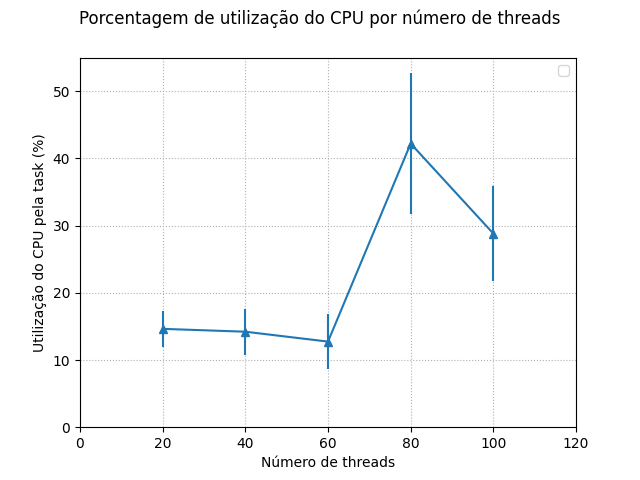 Porcentagem de utilização do CPU por número de threads
50
40
30
20
10
0
Utilização do CPU pela task (%)
0 20 40 60 80 100 120
Número de threads